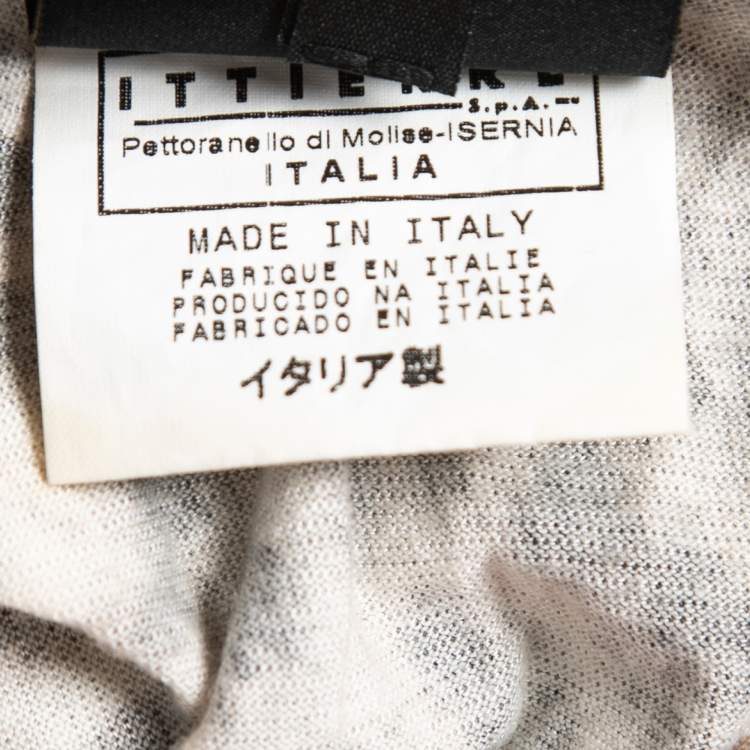 ITTIERRE
S.p.A.
Pettoranello di Molise-ISERNIA
ITALIA
MADE IN ITALY
FABRIQUE EN ITALIE
PRODUCIDO NA ITALIA
FABRICADO EN ITALIA
イタリア製